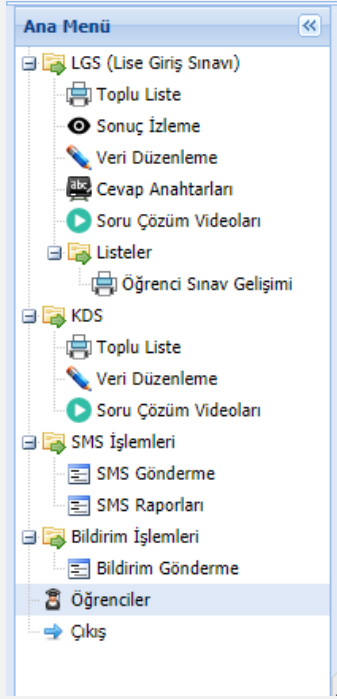 Ana Menü
LGS (Lise Giriş Sınavı)
Toplu Liste
Sonuç İzleme
Veri Düzenleme
abc
Cevap Anahtarları
Soru Çözüm Videoları
Listeler
Öğrenci Sınav Gelişimi
KDS
Toplu Liste
Veri Düzenleme
Soru Çözüm Videoları
SMS İşlemleri
SMS Gönderme
SMS Raporları
Bildirim İşlemleri
Bildirim Gönderme
Öğrenciler
Çıkış